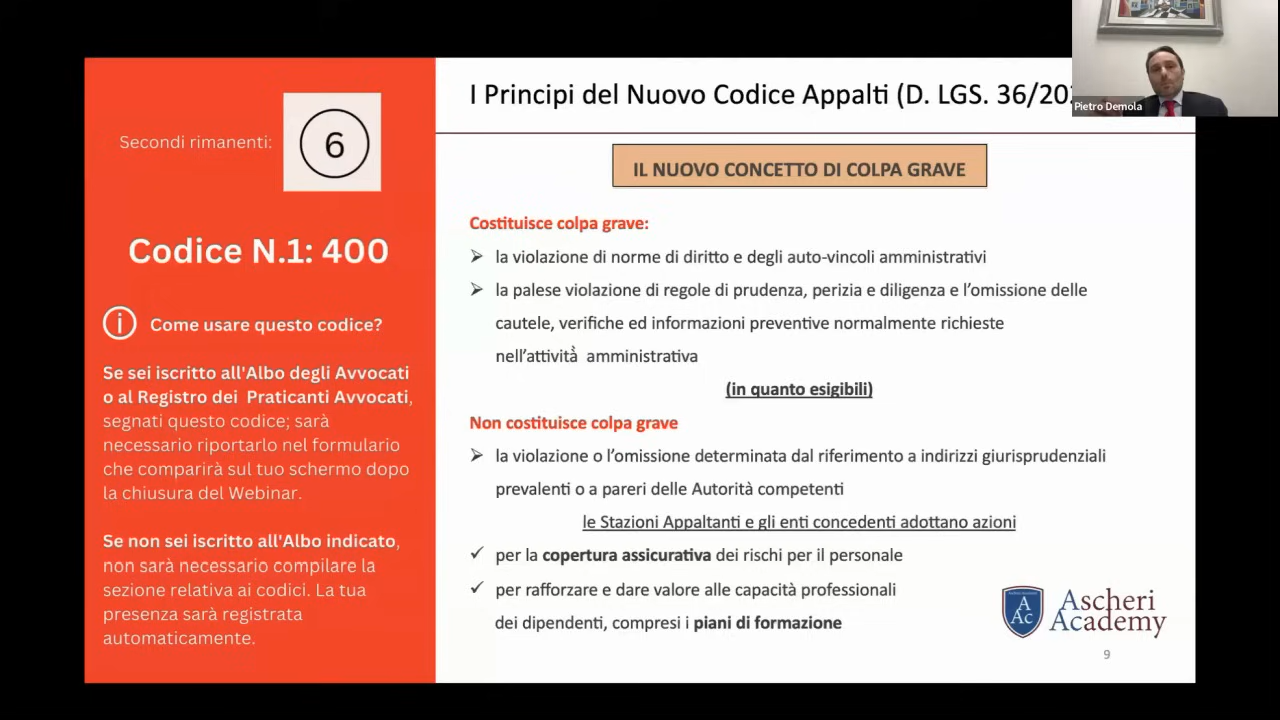 Secondi rimanenti:
6
Codice N.1: 400
Come usare questo codice?
Se sei iscritto all'Albo degli Avvocati
o al Registro dei Praticanti Avvocati,
segnati questo codice; sarà
necessario riportarlo nel formulario
che comparirà sul tuo schermo dopo
la chiusura del Webinar.
Se non sei iscritto all'Albo indicato,
non sarà necessario compilare la
sezione relativa ai codici. La tua
presenza sarà registrata
automaticamente.
I Principi del Nuovo Codice Appalti (D. LGS. 36/20
Pietro Demola
IL NUOVO CONCETTO DI COLPA GRAVE
Costituisce colpa grave:
la violazione di norme di diritto e degli auto-vincoli amministrativi
la palese violazione di regole di prudenza, perizia e diligenza e l'omissione delle
cautele, verifiche ed informazioni preventive normalmente richieste
nell'attività amministrativa
(in quanto esigibili)
Non costituisce colpa grave
la violazione o l'omissione determinata dal riferimento a indirizzi giurisprudenziali
prevalenti o a pareri delle Autorità competenti
le Stazioni Appaltanti e gli enti concedenti adottano azioni
✓ per la copertura assicurativa dei rischi per il personale
✓ per rafforzare e dare valore alle capacità professionali
dei dipendenti, compresi i piani di formazione
A
Ac
Ascheri
Academy
9